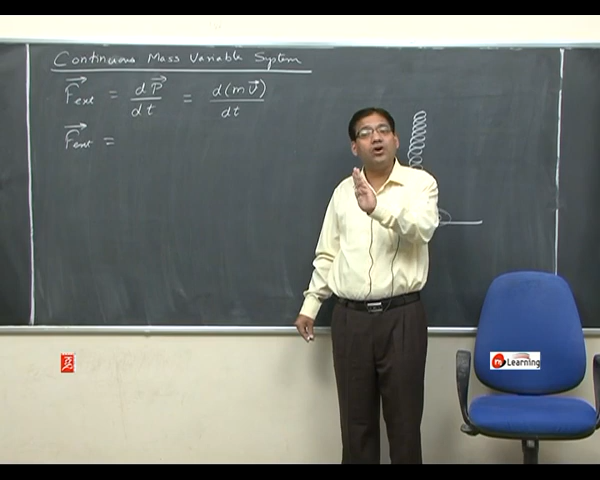 Continuous Mass Variable System
F⃗ext = dP⃗/dt = d(mv⃗)/dt
F⃗ext =
Learning